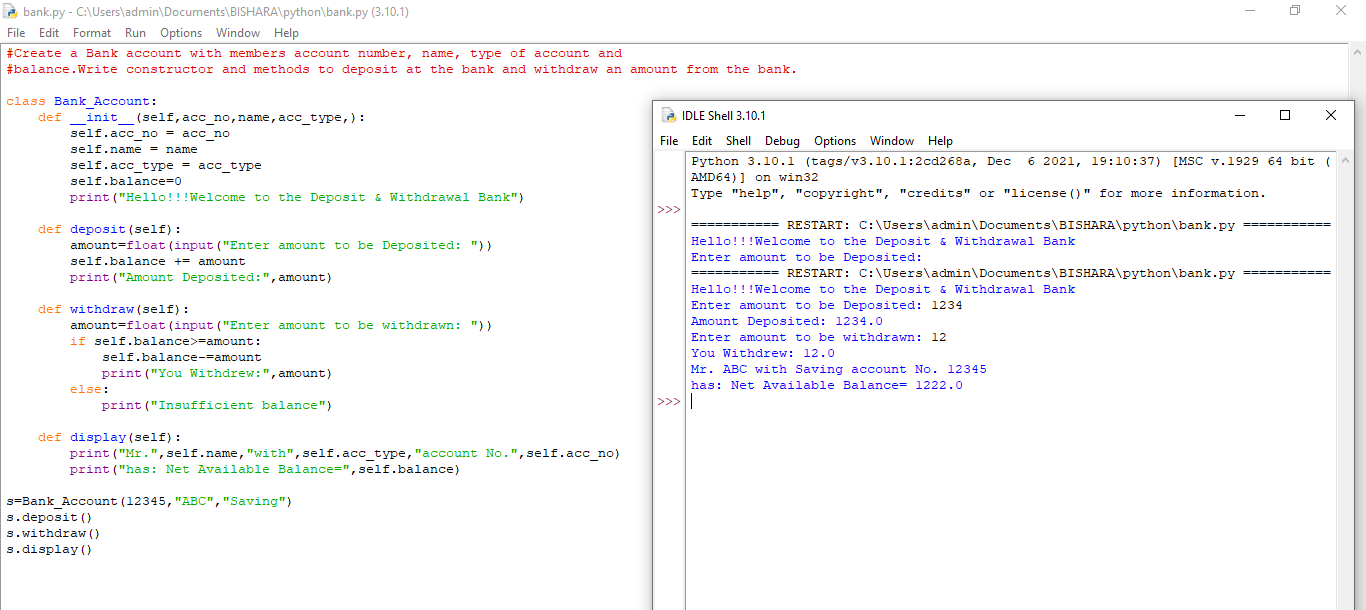 bank.py - C:\Users\admin\Documents\BISHARA\python\bank.py (3.10.1)
File Edit Format Run Options Window Help
#Create a Bank account with members account number, name, type of account and
#balance.Write constructor and methods to deposit at the bank and withdraw an amount from the bank.
class Bank_Account:
    def __init__(self,acc_no,name,acc_type,):
        self.acc_no = acc_no
        self.name = name
        self.acc_type = acc_type
        self.balance=0
        print("Hello!!!Welcome to the Deposit & Withdrawal Bank")
    def deposit(self):
        amount=float(input("Enter amount to be Deposited: "))
        self.balance += amount
        print("Amount Deposited:",amount)
    def withdraw(self):
        amount=float(input("Enter amount to be withdrawn: "))
        if self.balance>=amount:
            self.balance-=amount
            print("You Withdrew:",amount)
        else:
            print("Insufficient balance")
    def display(self):
        print("Mr.",self.name,"with",self.acc_type,"account No.",self.acc_no)
        print("has: Net Available Balance=",self.balance)
s=Bank_Account(12345,"ABC","Saving")
s.deposit()
s.withdraw()
s.display()
IDLE Shell 3.10.1
File Edit Shell Debug Options Window Help
Python 3.10.1 (tags/v3.10.1:2cd268a, Dec  6 2021, 19:10:37) [MSC v.1929 64 bit (
AMD64)] on win32
Type "help", "copyright", "credits" or "license()" for more information.
>>>
=========== RESTART: C:\Users\admin\Documents\BISHARA\python\bank.py ===========
Hello!!!Welcome to the Deposit & Withdrawal Bank
Enter amount to be Deposited:
=========== RESTART: C:\Users\admin\Documents\BISHARA\python\bank.py ===========
Hello!!!Welcome to the Deposit & Withdrawal Bank
Enter amount to be Deposited: 1234
Amount Deposited: 1234.0
Enter amount to be withdrawn: 12
You Withdrew: 12.0
Mr. ABC with Saving account No. 12345
has: Net Available Balance= 1222.0
>>>